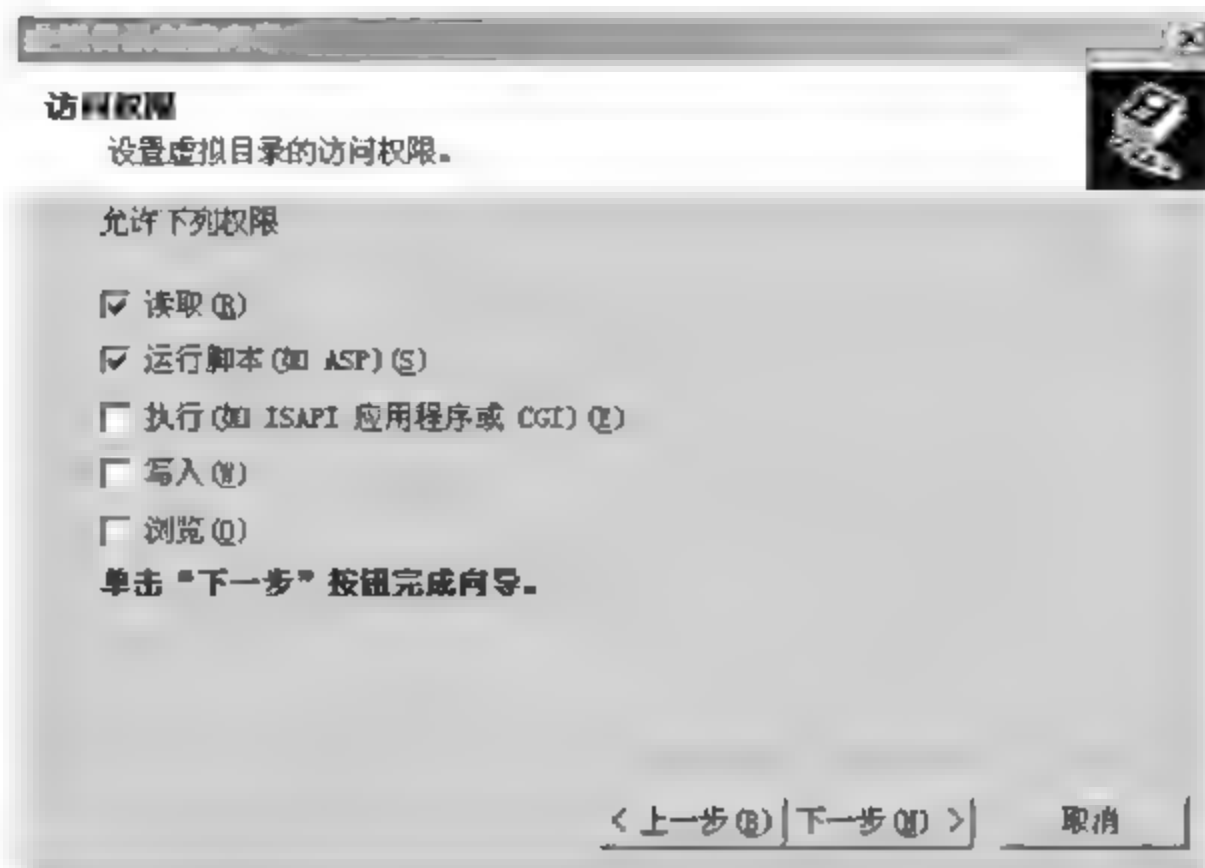 访问权限
设置虚拟目录的访问权限。
允许下列权限
读取(R)
运行脚本(如 ASP)(S)
执行(如 ISAPI 应用程序或 CGI)(E)
写入(W)
浏览(O)
单击“下一步”按钮完成向导。
< 上一步(B) 下一步(N) > 取消